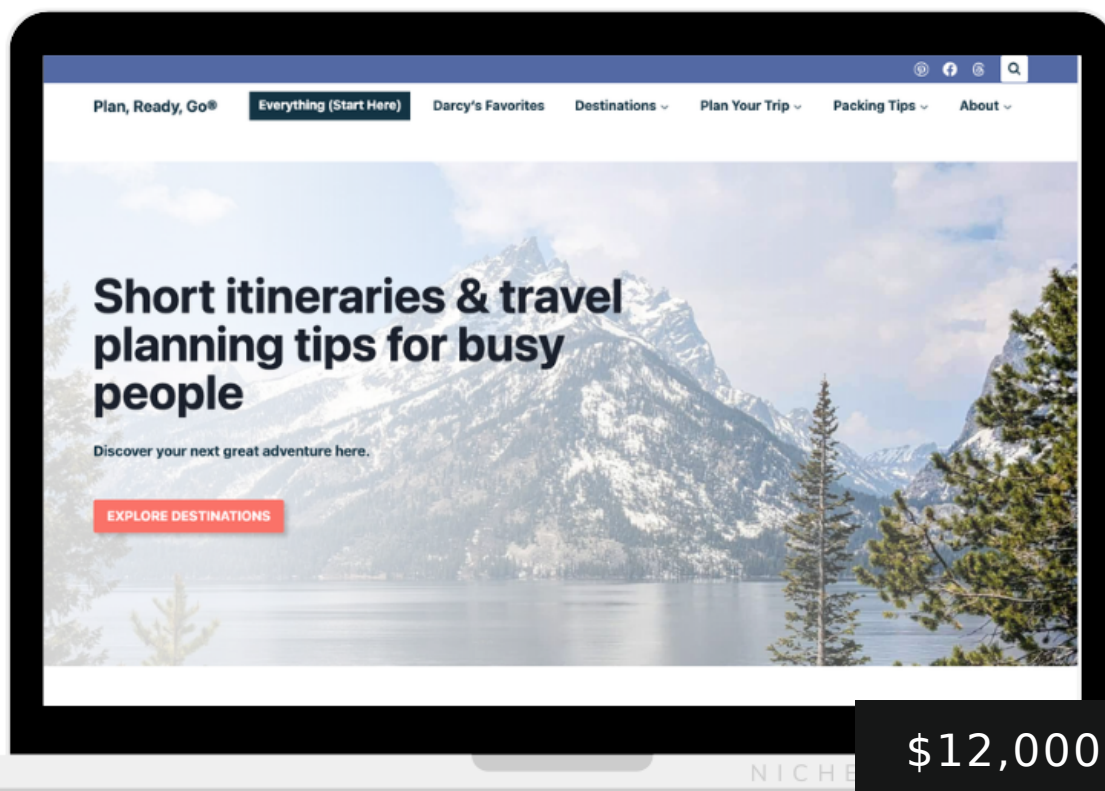 Plan, Ready, Go®
Everything (Start Here)
Darcy's Favorites
Destinations
Plan Your Trip
Packing Tips
About
Short itineraries & travel
planning tips for busy
people
Discover your next great adventure here.
EXPLORE DESTINATIONS
$12,000
NICHE